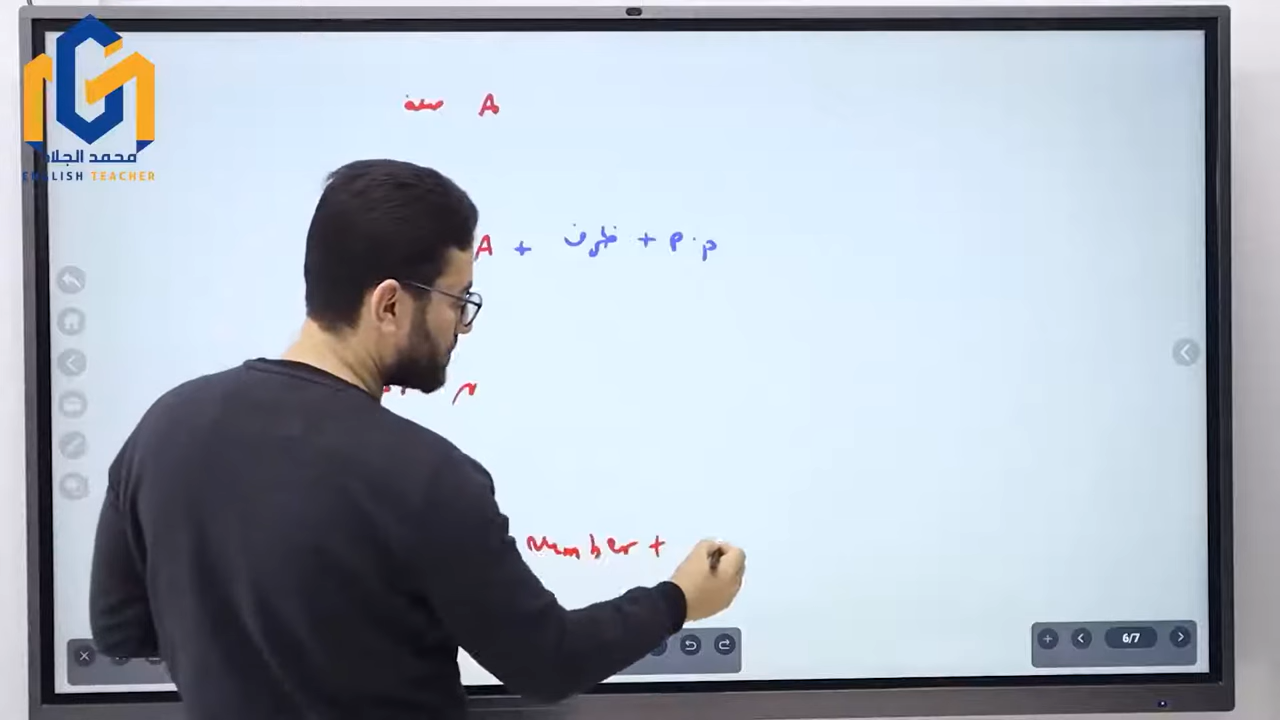 محمد الجلاد
ENGLISH TEACHER
صفة A
A + ظرف + p.p
N
Number +
6/7